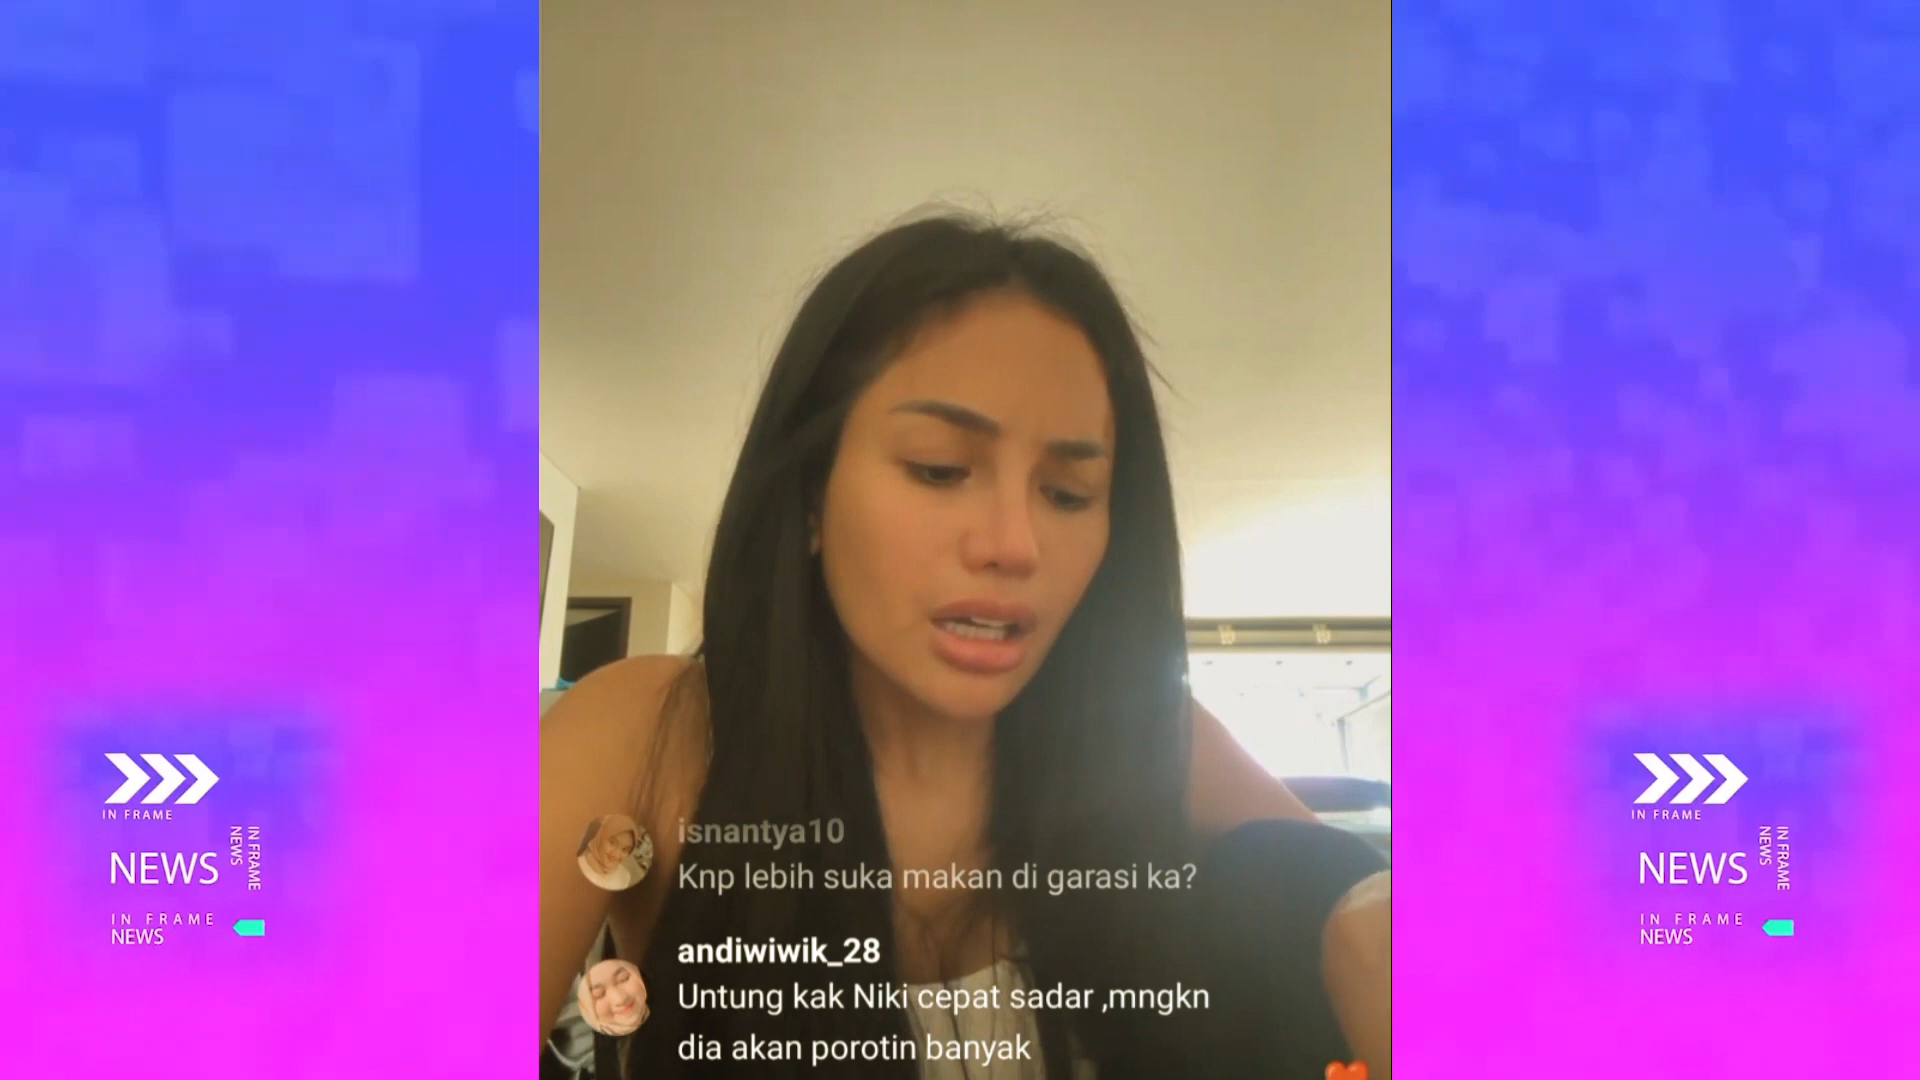 IN FRAME
NEWS
IN FRAME
NEWS
IN FRAME
NEWS
isnantya10
Knp lebih suka makan di garasi ka?
andiwiwik_28
Untung kak Niki cepat sadar ,mngkn
dia akan porotin banyak
IN FRAME
NEWS
IN FRAME
NEWS
IN FRAME
NEWS